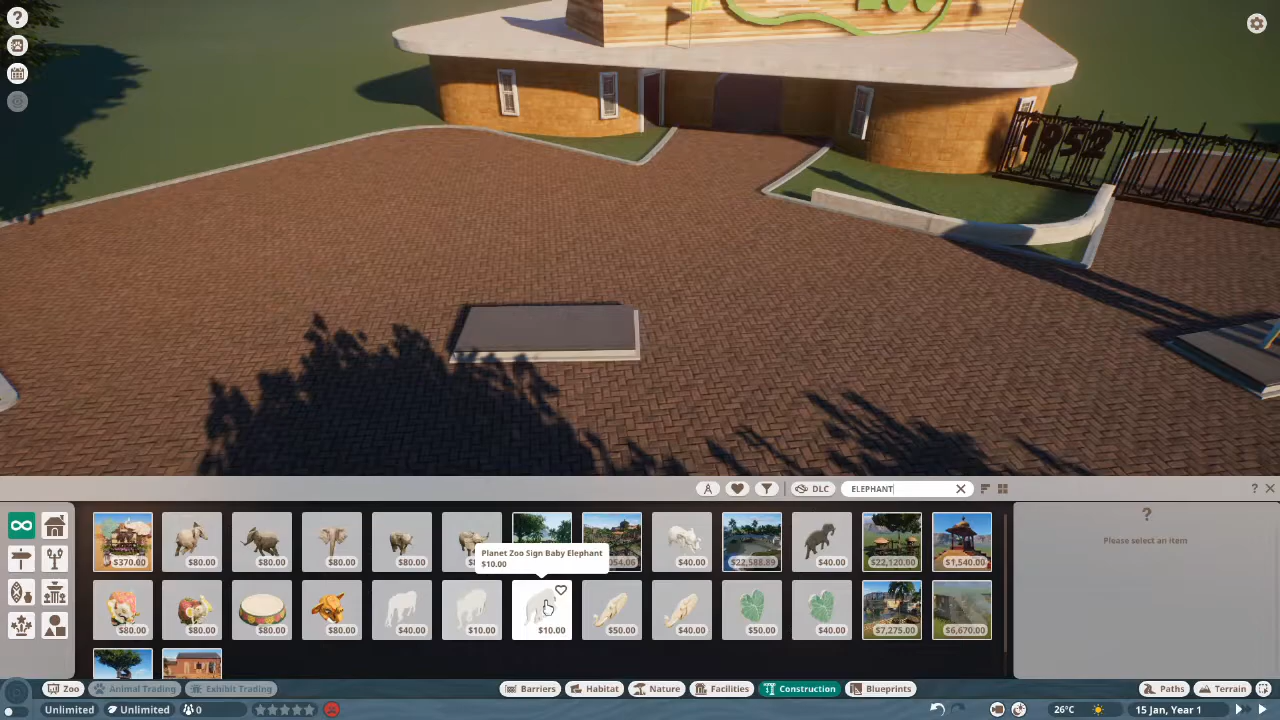 ZOO
1952
DLC
ELEPHANT
$370.00
$80.00
$80.00
$80.00
$80.00
Planet Zoo Sign Baby Elephant
$10.00
$40.00
$22,588.89
$40.00
$22,120.00
$1,540.00
Please select an item
$80.00
$80.00
$80.00
$80.00
$40.00
$10.00
$10.00
$50.00
$40.00
$50.00
$40.00
$7,275.00
$6,670.00
Zoo
Animal Trading
Exhibit Trading
Barriers
Habitat
Nature
Facilities
Construction
Blueprints
Paths
Terrain
Unlimited
Unlimited
0
26°C
15 Jan, Year 1